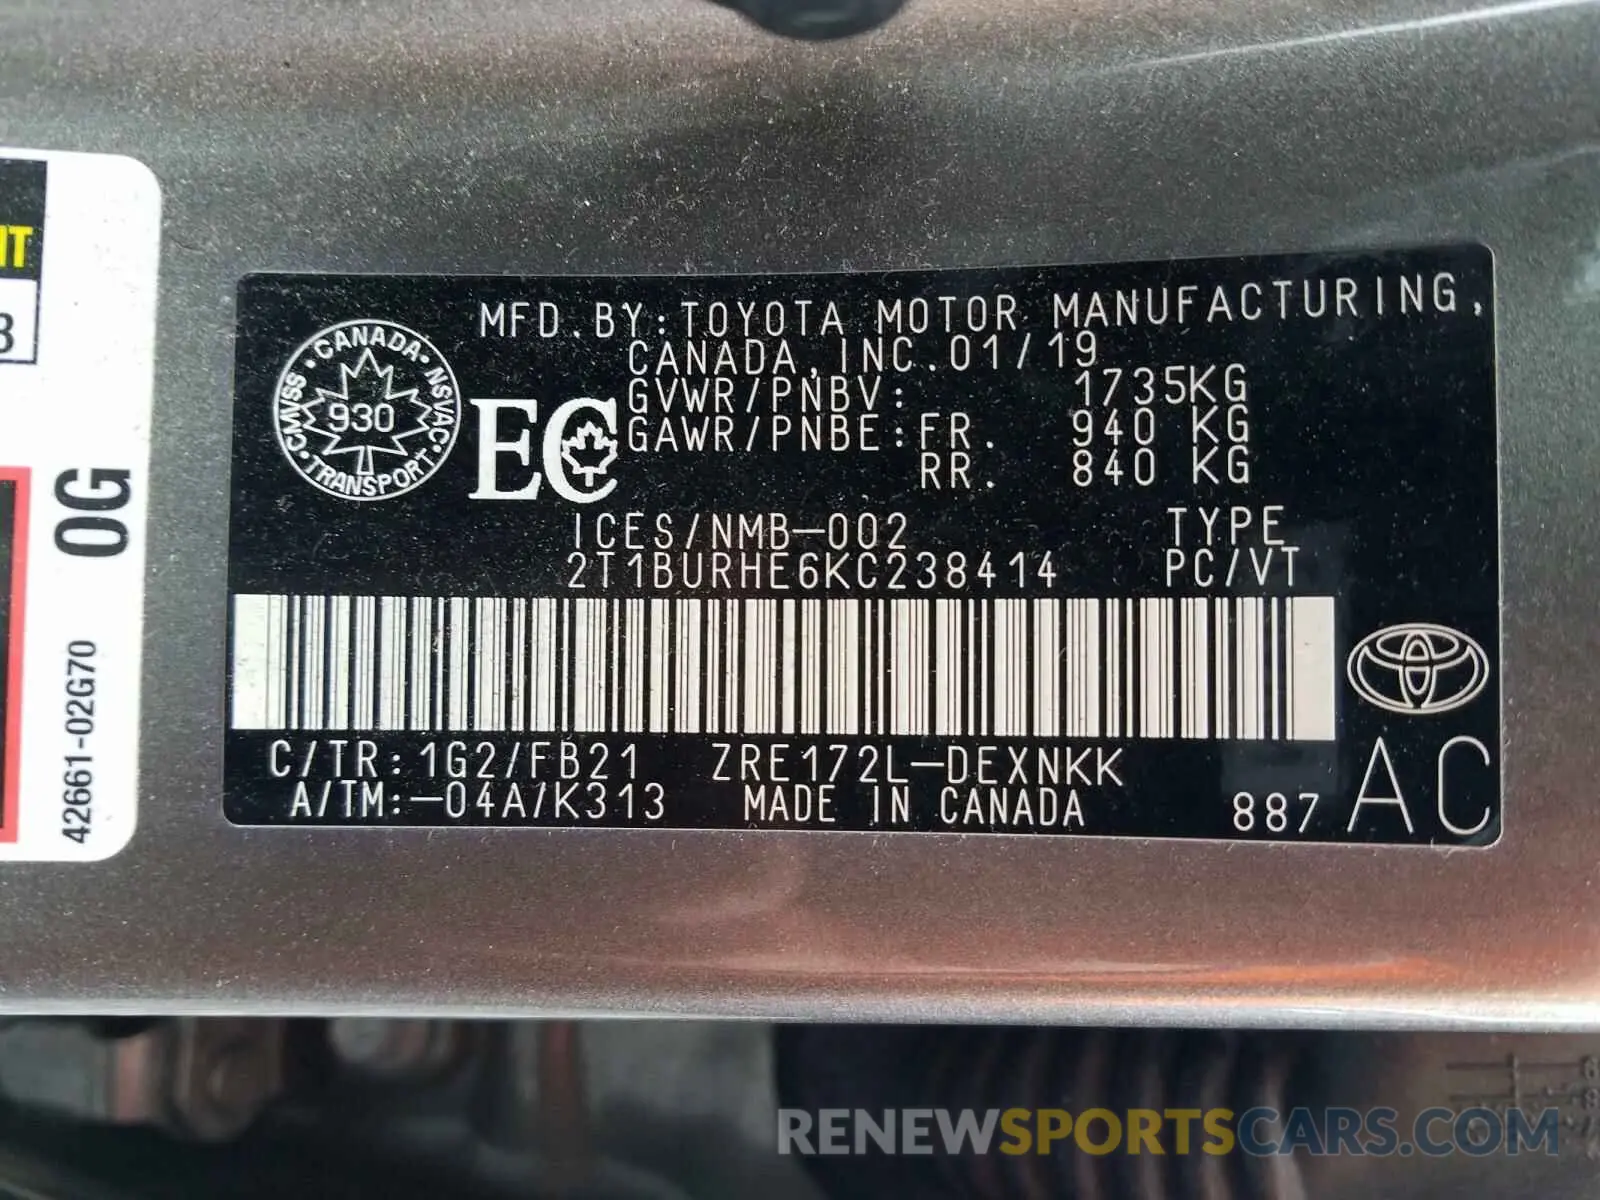 MFD.BY:TOYOTA MOTOR MANUFACTURING,
CANADA, INC.01/19
GVWR/PNBV: 1735KG
GAWR/PNBE:FR. 940 KG
RR. 840 KG
CANADA · NSVAC · TRANSPORT · CMVSS ·
930
EC
ICES/NMB-002
TYPE
2T1BURHE6KC238414
PC/VT
C/TR:1G2/FB21 ZRE172L-DEXNKK
A/TM:-04A/K313 MADE IN CANADA
887 AC
IT
0G
42661-02G70
RENEWSPORTSCARS.COM